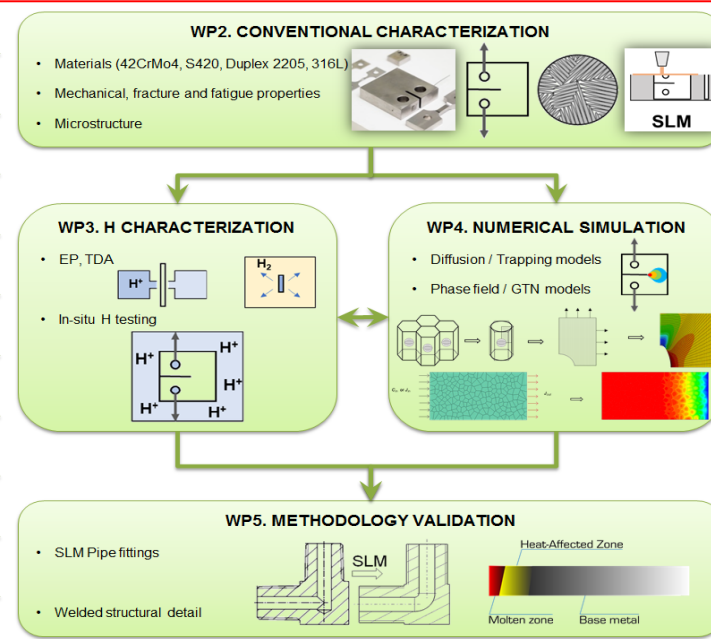 WP2. CONVENTIONAL CHARACTERIZATION
• Materials (42CrMo4, S420, Duplex 2205, 316L)
• Mechanical, fracture and fatigue properties
• Microstructure
SLM
WP3. H CHARACTERIZATION
• EP, TDA
H⁺
H₂
• In-situ H testing
H⁺ H⁺
H⁺ H⁺
H⁺ H⁺ H⁺
WP4. NUMERICAL SIMULATION
• Diffusion / Trapping models
• Phase field / GTN models
WP5. METHODOLOGY VALIDATION
• SLM Pipe fittings
SLM
• Welded structural detail
Heat-Affected Zone
Molten zone
Base metal